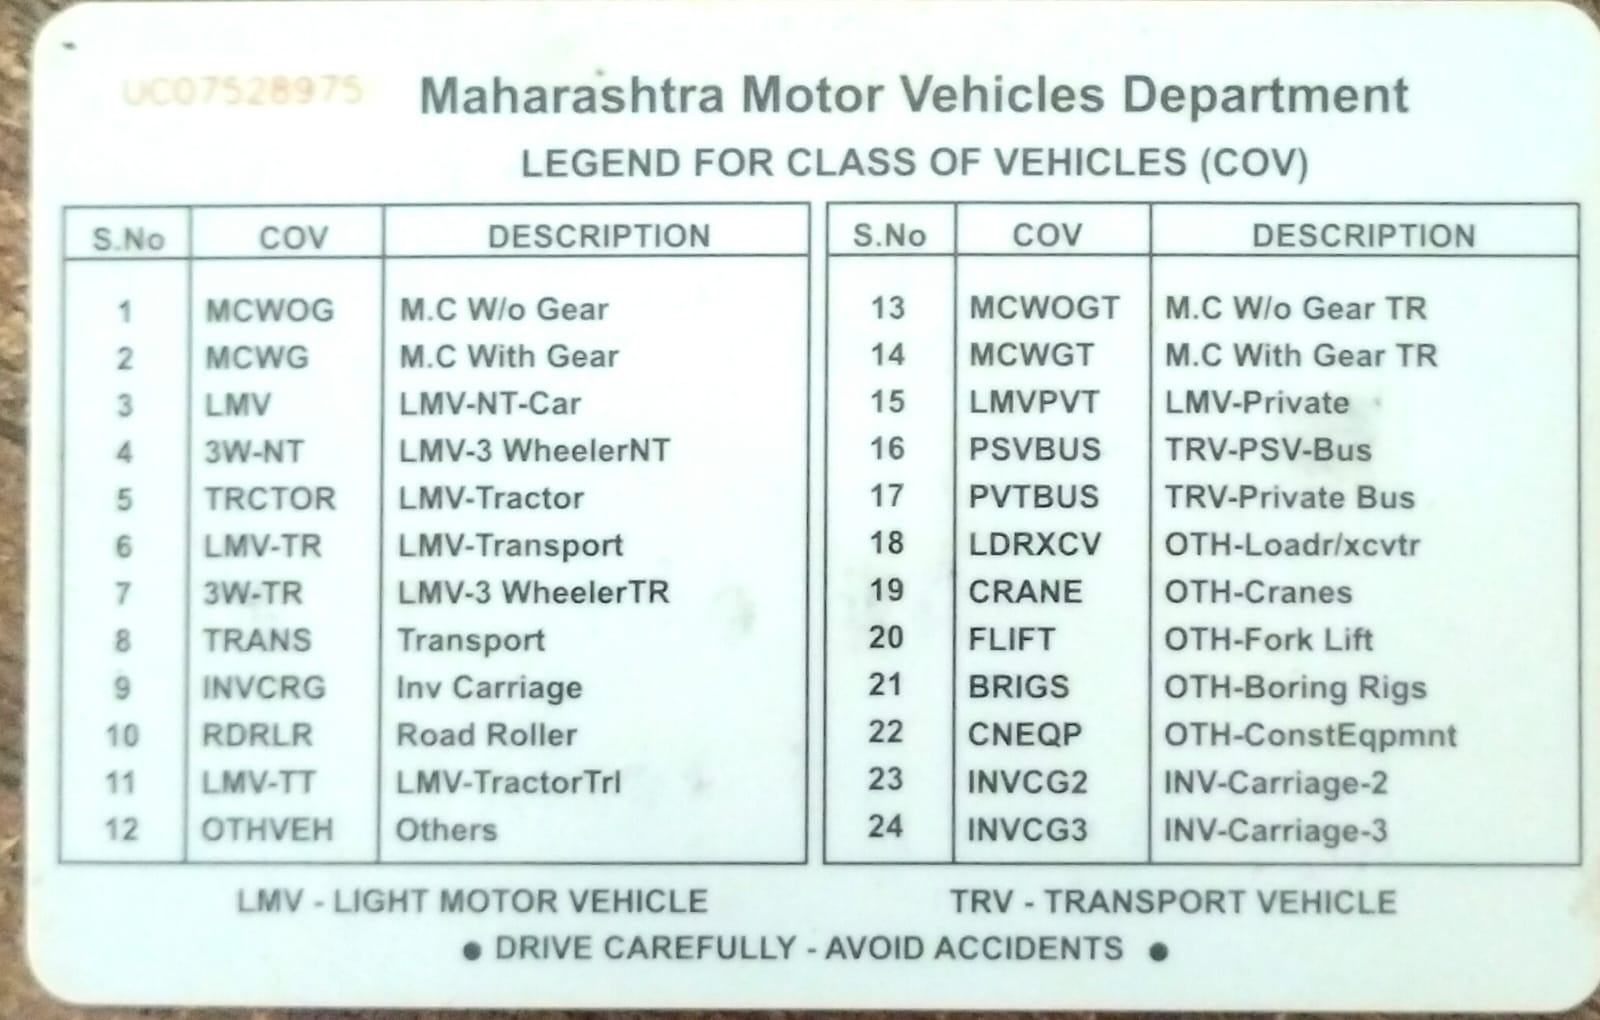 UC07528975
Maharashtra Motor Vehicles Department
LEGEND FOR CLASS OF VEHICLES (COV)
S.No COV DESCRIPTION S.No COV DESCRIPTION
1 MCWOG M.C W/o Gear 13 MCWOGT M.C W/o Gear TR
2 MCWG M.C With Gear 14 MCWGT M.C With Gear TR
3 LMV LMV-NT-Car 15 LMVPVT LMV-Private
4 3W-NT LMV-3 WheelerNT 16 PSVBUS TRV-PSV-Bus
5 TRCTOR LMV-Tractor 17 PVTBUS TRV-Private Bus
6 LMV-TR LMV-Transport 18 LDRXCV OTH-Loadr/xcvtr
7 3W-TR LMV-3 WheelerTR 19 CRANE OTH-Cranes
8 TRANS Transport 20 FLIFT OTH-Fork Lift
9 INVCRG Inv Carriage 21 BRIGS OTH-Boring Rigs
10 RDRLR Road Roller 22 CNEQP OTH-ConstEqpmnt
11 LMV-TT LMV-TractorTrl 23 INVCG2 INV-Carriage-2
12 OTHVEH Others 24 INVCG3 INV-Carriage-3
LMV - LIGHT MOTOR VEHICLE TRV - TRANSPORT VEHICLE
● DRIVE CAREFULLY - AVOID ACCIDENTS ●